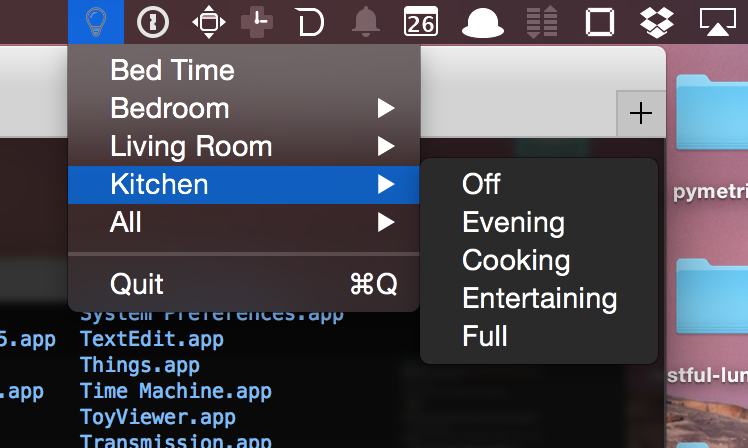 26
Bed Time
Bedroom
Living Room
Kitchen
All
Quit ⌘Q
Off
Evening
Cooking
Entertaining
Full
pymetri
stful-lun
System Preferences.app
5.app TextEdit.app
Things.app
.app Time Machine.app
ToyViewer.app
Transmission.app